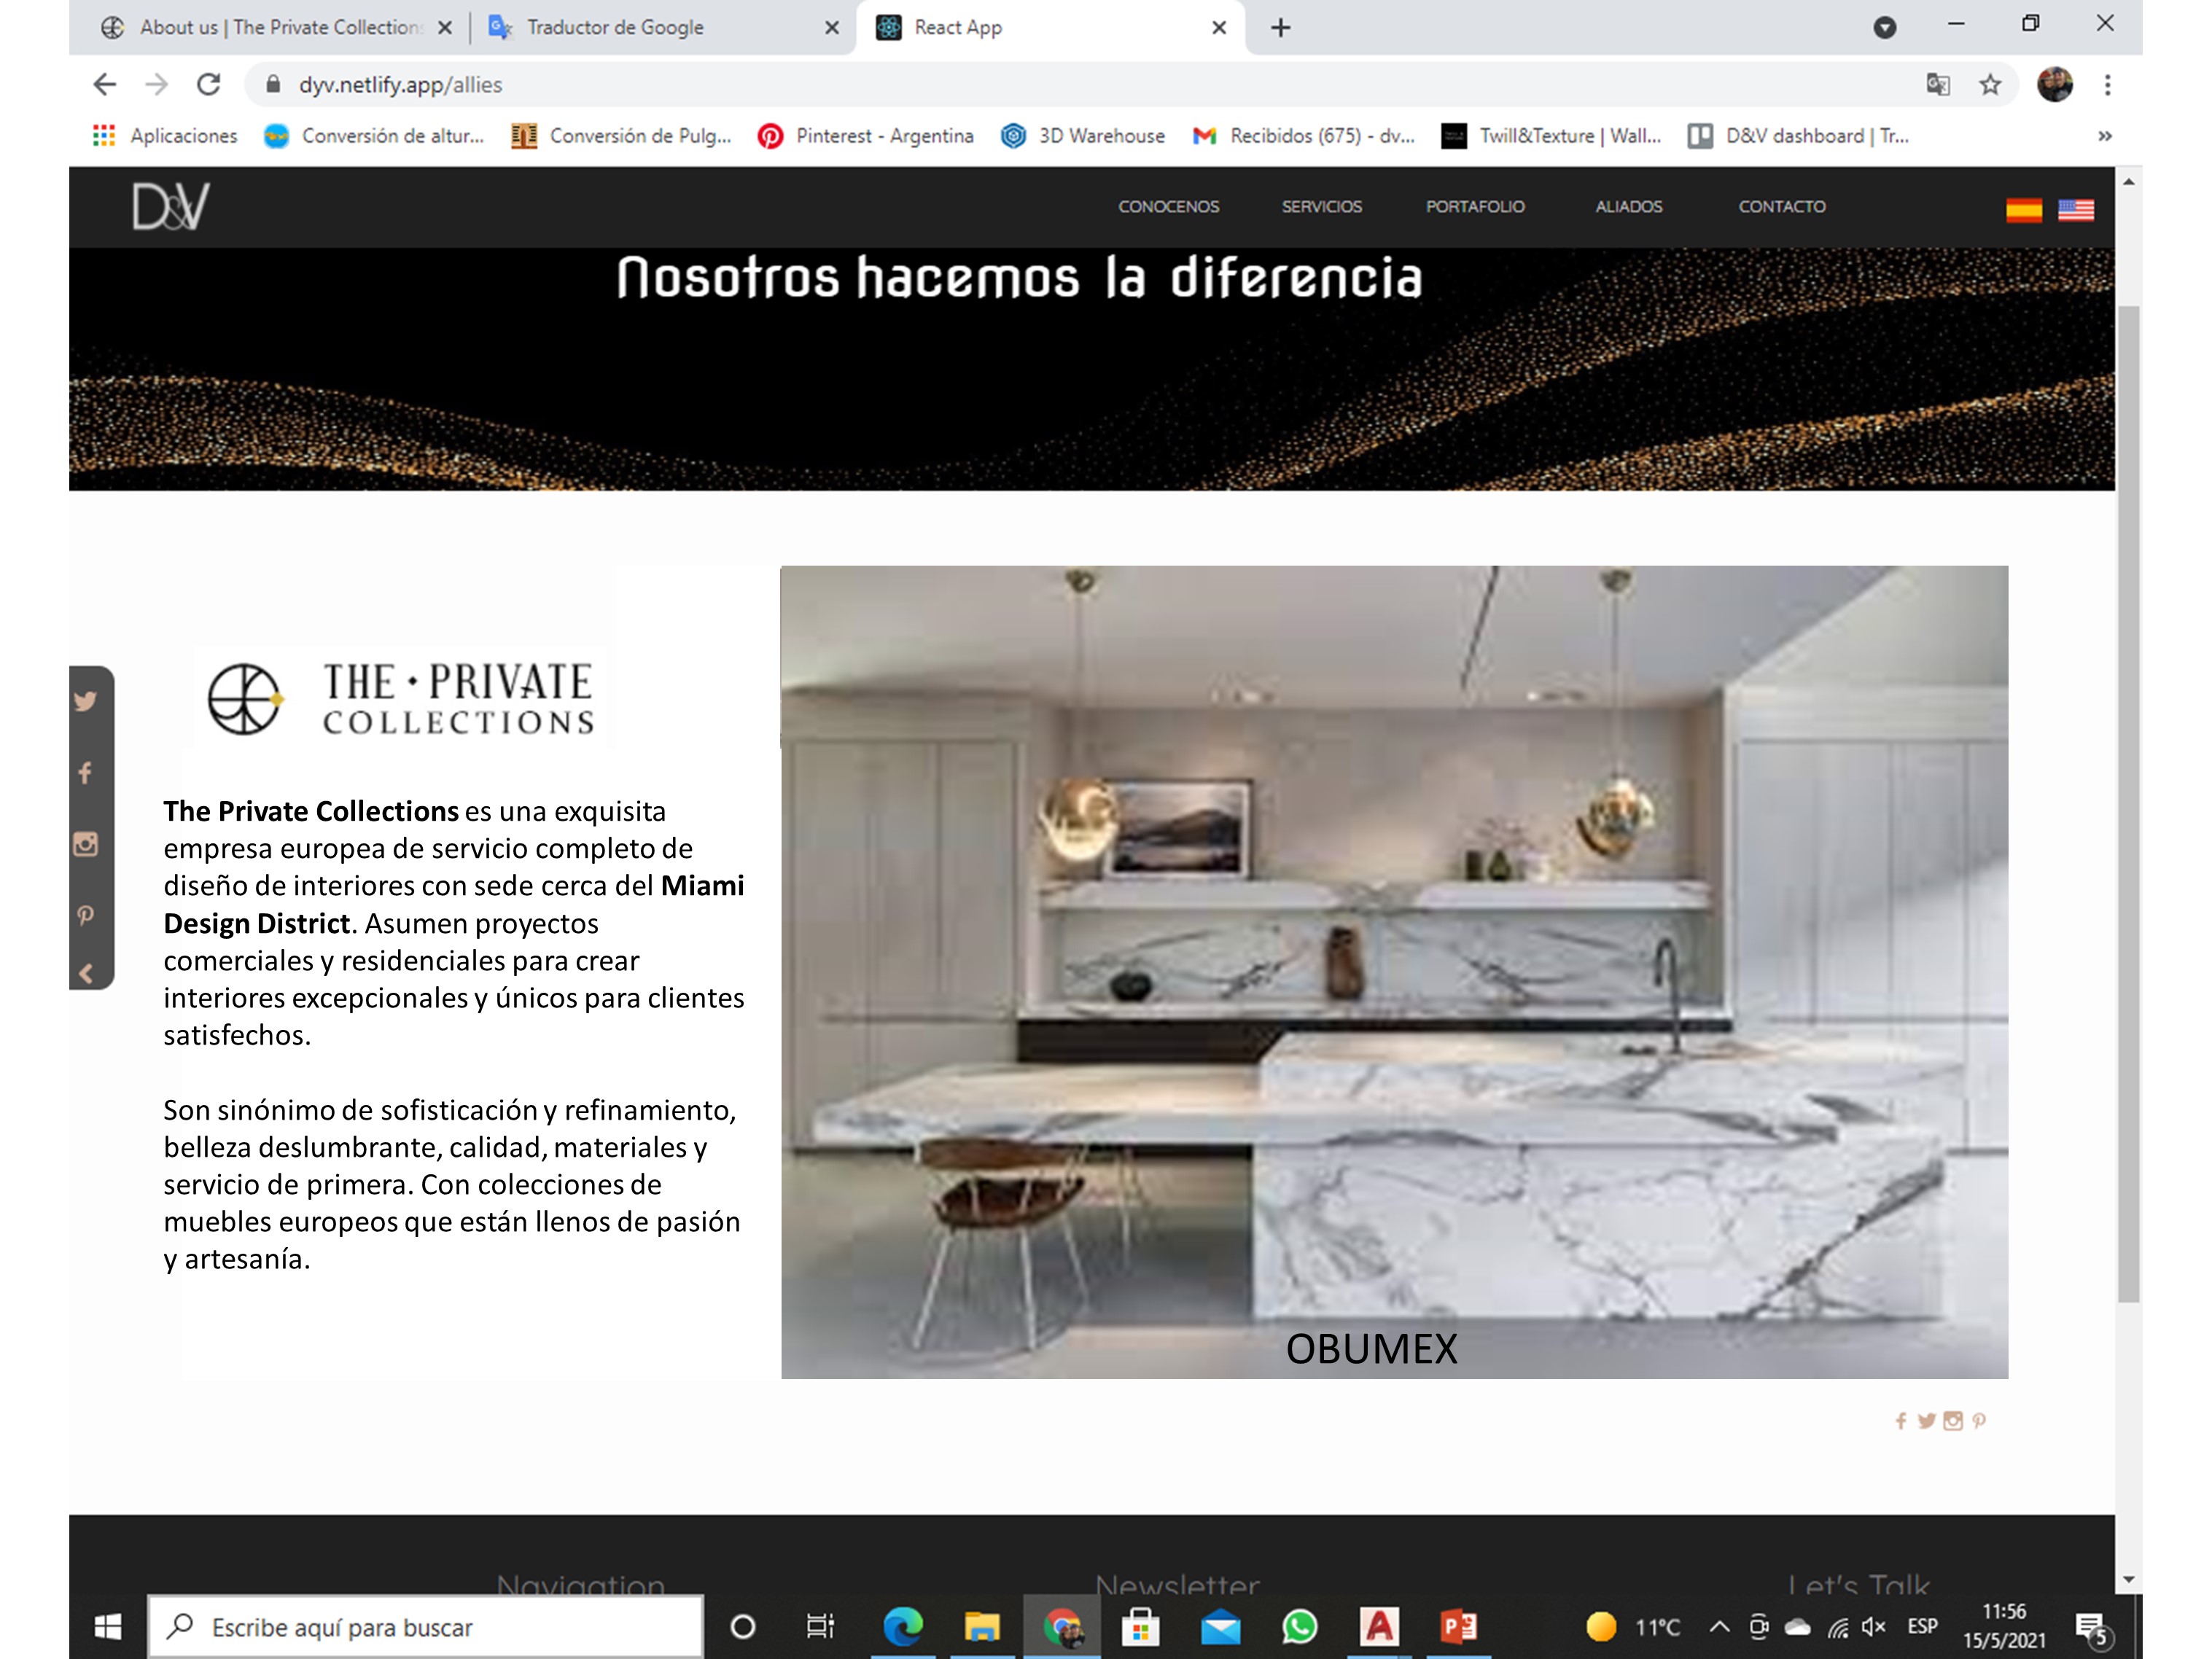 About us | The Private Collection
Traductor de Google
React App
dyv.netlify.app/allies
Aplicaciones
Conversión de altur...
Conversión de Pulg...
Pinterest - Argentina
3D Warehouse
Recibidos (675) - dv...
Twill&Texture | Wall...
D&V dashboard | Tr...
D&V
CONOCENOS
SERVICIOS
PORTAFOLIO
ALIADOS
CONTACTO
Nosotros hacemos la diferencia
THE · PRIVATE
COLLECTIONS
The Private Collections es una exquisita
empresa europea de servicio completo de
diseño de interiores con sede cerca del Miami
Design District. Asumen proyectos
comerciales y residenciales para crear
interiores excepcionales y únicos para clientes
satisfechos.
Son sinónimo de sofisticación y refinamiento,
belleza deslumbrante, calidad, materiales y
servicio de primera. Con colecciones de
muebles europeos que están llenos de pasión
y artesanía.
OBUMEX
Navigation
Newsletter
Let's Talk
Escribe aquí para buscar
11°C
ESP
11:56
15/5/2021
5